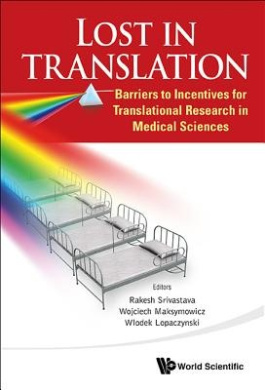 LOST IN
TRANSLATION
Barriers to Incentives for
Translational Research in
Medical Sciences
Editors
Rakesh Srivastava
Wojciech Maksymowicz
Wlodek Lopaczynski
World Scientific